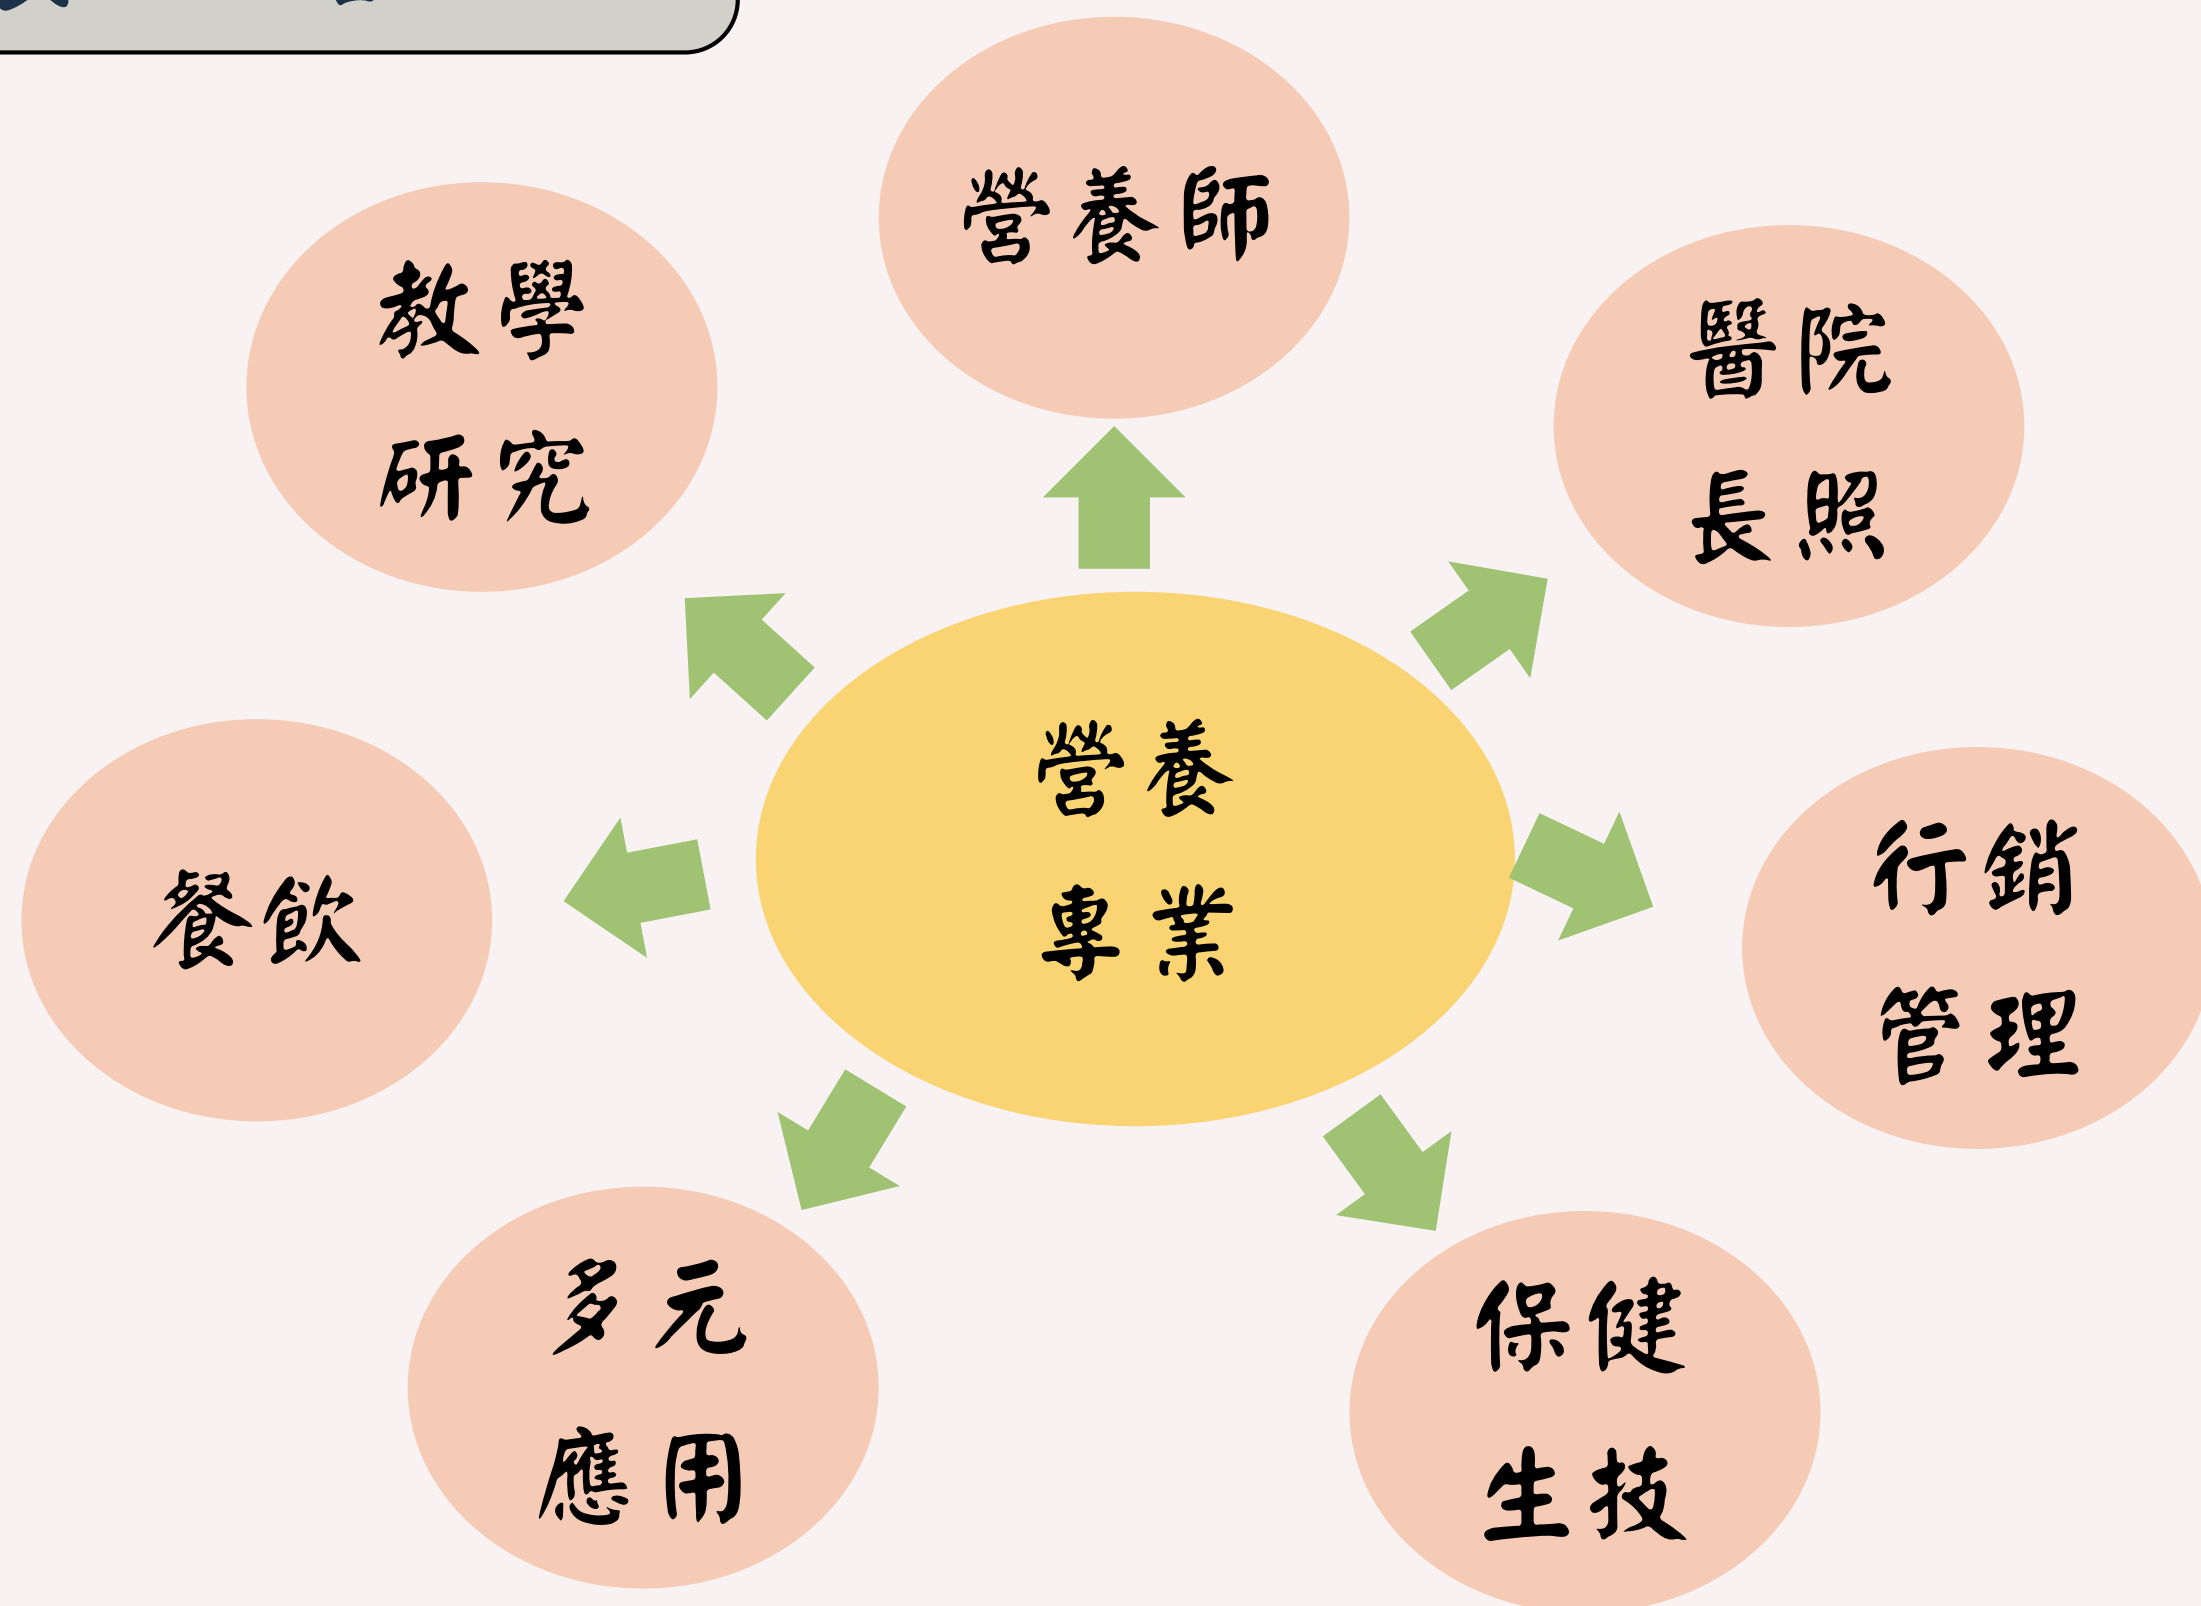 營養師
教學
研究
醫院
長照
營養
專業
餐飲
行銷
管理
多元
應用
保健
生技